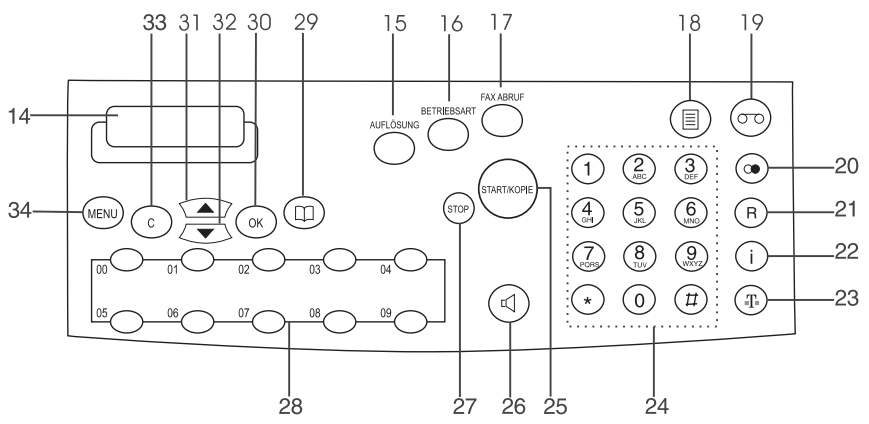 33 31 32 30 29 15 16 17 18 19
14
FAX ABRUF
BETRIEBSART
AUFLÖSUNG
1 2 ABC 3 DEF
20
START/KOPIE
34 MENU C OK STOP
4 GHI 5 JKL 6 MNO R 21
7 PQRS 8 TUV 9 WXYZ i 22
00 01 02 03 04
* 0 # T 23
05 06 07 08 09
28 27 26 25 24